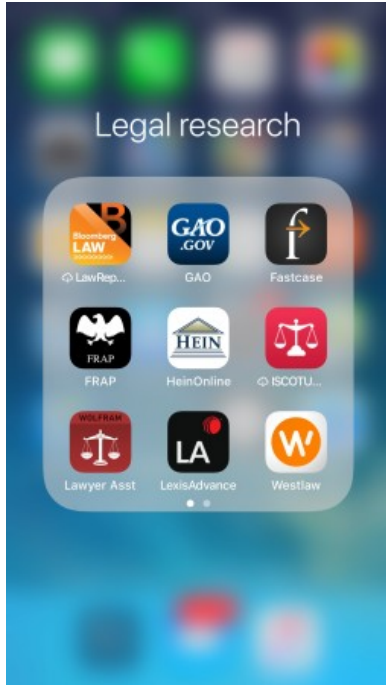 Legal research
B
Bloomberg
LAW
>>>>>>>>>>
GAO
.GOV
f
LawRep...
GAO
Fastcase
FRAP
HEIN
FRAP
HeinOnline
ISCOTU...
WOLFRAM
LA
W
Lawyer Asst
LexisAdvance
Westlaw